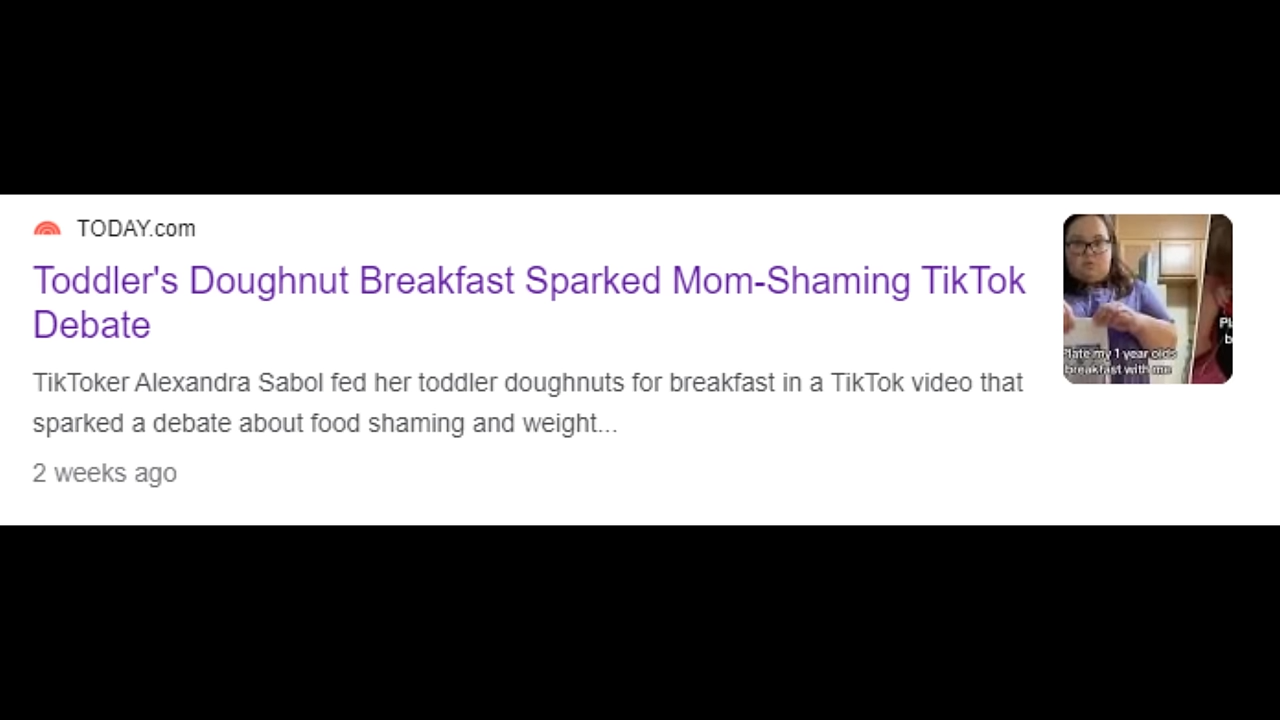 TODAY.com
Toddler's Doughnut Breakfast Sparked Mom-Shaming TikTok
Debate
TikToker Alexandra Sabol fed her toddler doughnuts for breakfast in a TikTok video that
sparked a debate about food shaming and weight...
2 weeks ago
Plate my 1 year olds
breakfast with me